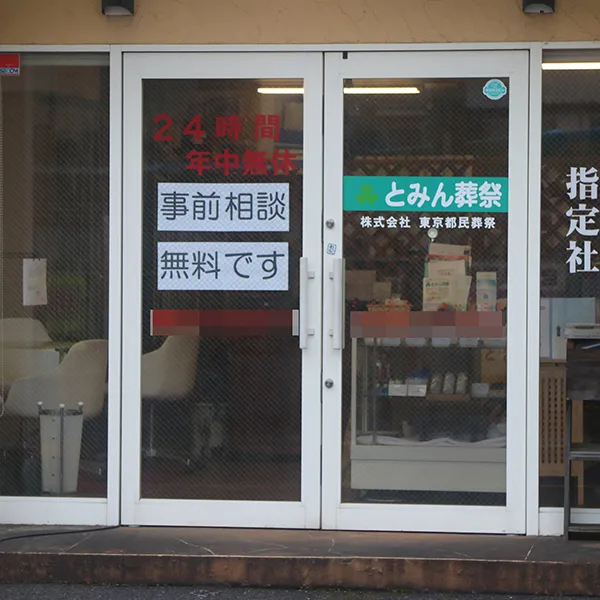 24時間
年中無休
事前相談
無料です
とみん葬祭
株式会社 東京都民葬祭
指定社